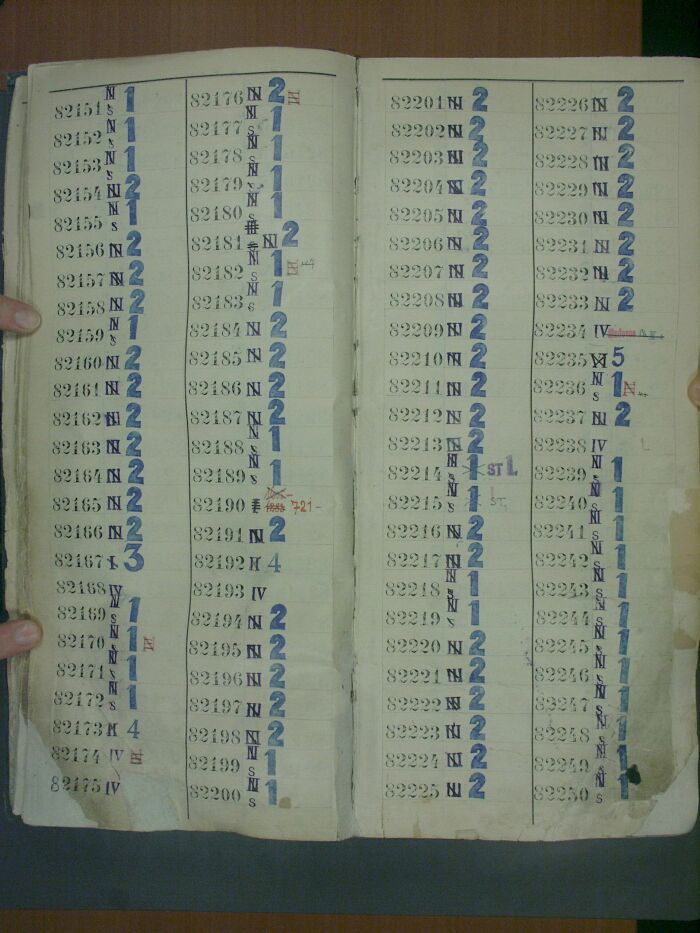 82151 N S 1
82152 N S 1
82153 N S 1
82154 N 2
82155 N S 1
82156 N 2
82157 N 2
82158 N 2
82159 N S 1
82160 N 2
82161 N 2
82162 N 2
82163 N 2
82164 N 2
82165 N 2
82166 N 2
82167 3
82168 IV
82169 N S 1
82170 N S 1
82171 N S 1
82172 N S 1
82173 4
82174 IV
82175 IV
82176 N 2
82177 N S 1
82178 N S 1
82179 N S 1
82180 N S 1
82181 N 2
82182 N S 1
82183 N S 1
82184 N 2
82185 N 2
82186 N 2
82187 N 2
82188 N S 1
82189 N S 1
82190 721-
82191 N 2
82192 4
82193 IV
82194 N 2
82195 N 2
82196 N 2
82197 N 2
82198 N 2
82199 N S 1
82200 N S 1
82201 N 2
82202 N 2
82203 N 2
82204 N 2
82205 N 2
82206 N 2
82207 N 2
82208 N 2
82209 N 2
82210 N 2
82211 N 2
82212 N 2
82213 N 2
82214 N S 1 ST 1.
82215 N S 1 ST.
82216 N 2
82217 N 2
82218 N S 1
82219 N S 1
82220 N 2
82221 N 2
82222 N 2
82223 N 2
82224 N 2
82225 N 2
82226 N 2
82227 N 2
82228 N 2
82229 N 2
82230 N 2
82231 N 2
82232 N 2
82233 N 2
82234 IV
82235 5
82236 N S 1
82237 N 2
82238 IV
82239 N S 1
82240 N S 1
82241 N S 1
82242 N S 1
82243 N S 1
82244 N S 1
82245 N S 1
82246 N S 1
82247 N S 1
82248 N S 1
82249 N S 1
82250 N S 1